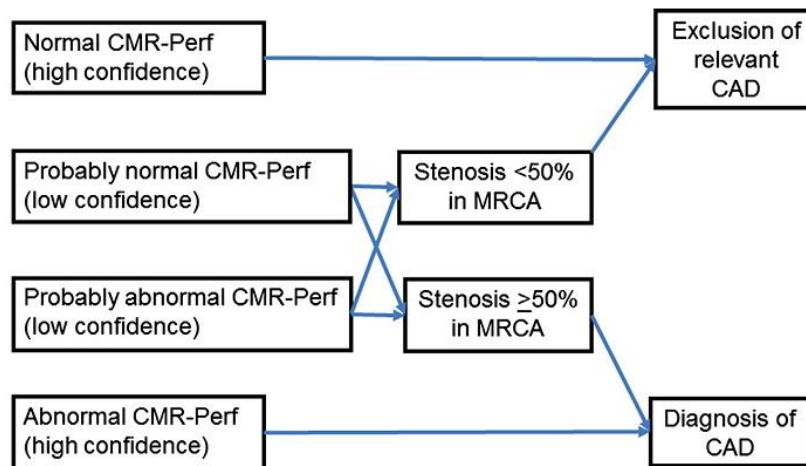 Normal CMR-Perf
(high confidence)
Exclusion of
relevant
CAD
Probably normal CMR-Perf
(low confidence)
Stenosis <50%
in MRCA
Probably abnormal CMR-Perf
(low confidence)
Stenosis ≥50%
in MRCA
Abnormal CMR-Perf
(high confidence)
Diagnosis of
CAD